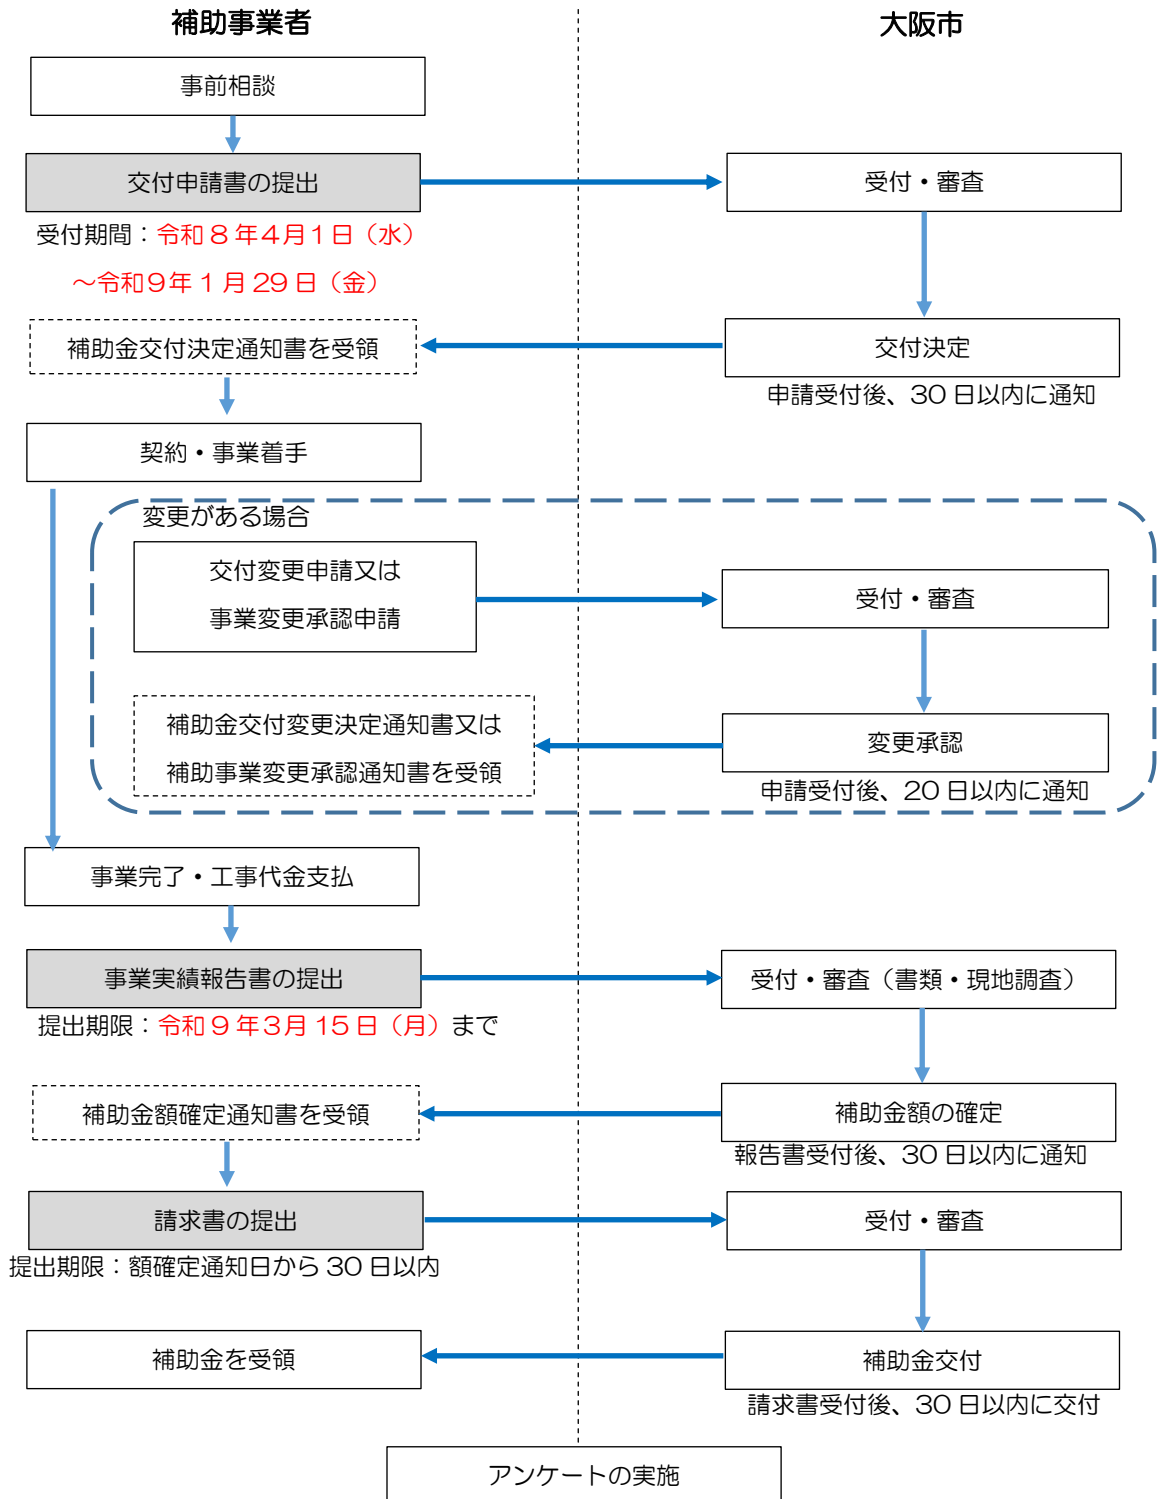 補助事業者
大阪市
事前相談
交付申請書の提出
受付・審査
受付期間：令和８年４月１日（水）
～令和９年１月29日（金）
補助金交付決定通知書を受領
交付決定
申請受付後、30日以内に通知
契約・事業着手
変更がある場合
交付変更申請又は
事業変更承認申請
受付・審査
補助金交付変更決定通知書又は
補助事業変更承認通知書を受領
変更承認
申請受付後、20日以内に通知
事業完了・工事代金支払
事業実績報告書の提出
受付・審査（書類・現地調査）
提出期限：令和９年３月15日（月）まで
補助金額確定通知書を受領
補助金額の確定
報告書受付後、30日以内に通知
請求書の提出
受付・審査
提出期限：額確定通知日から30日以内
補助金を受領
補助金交付
請求書受付後、30日以内に交付
アンケートの実施